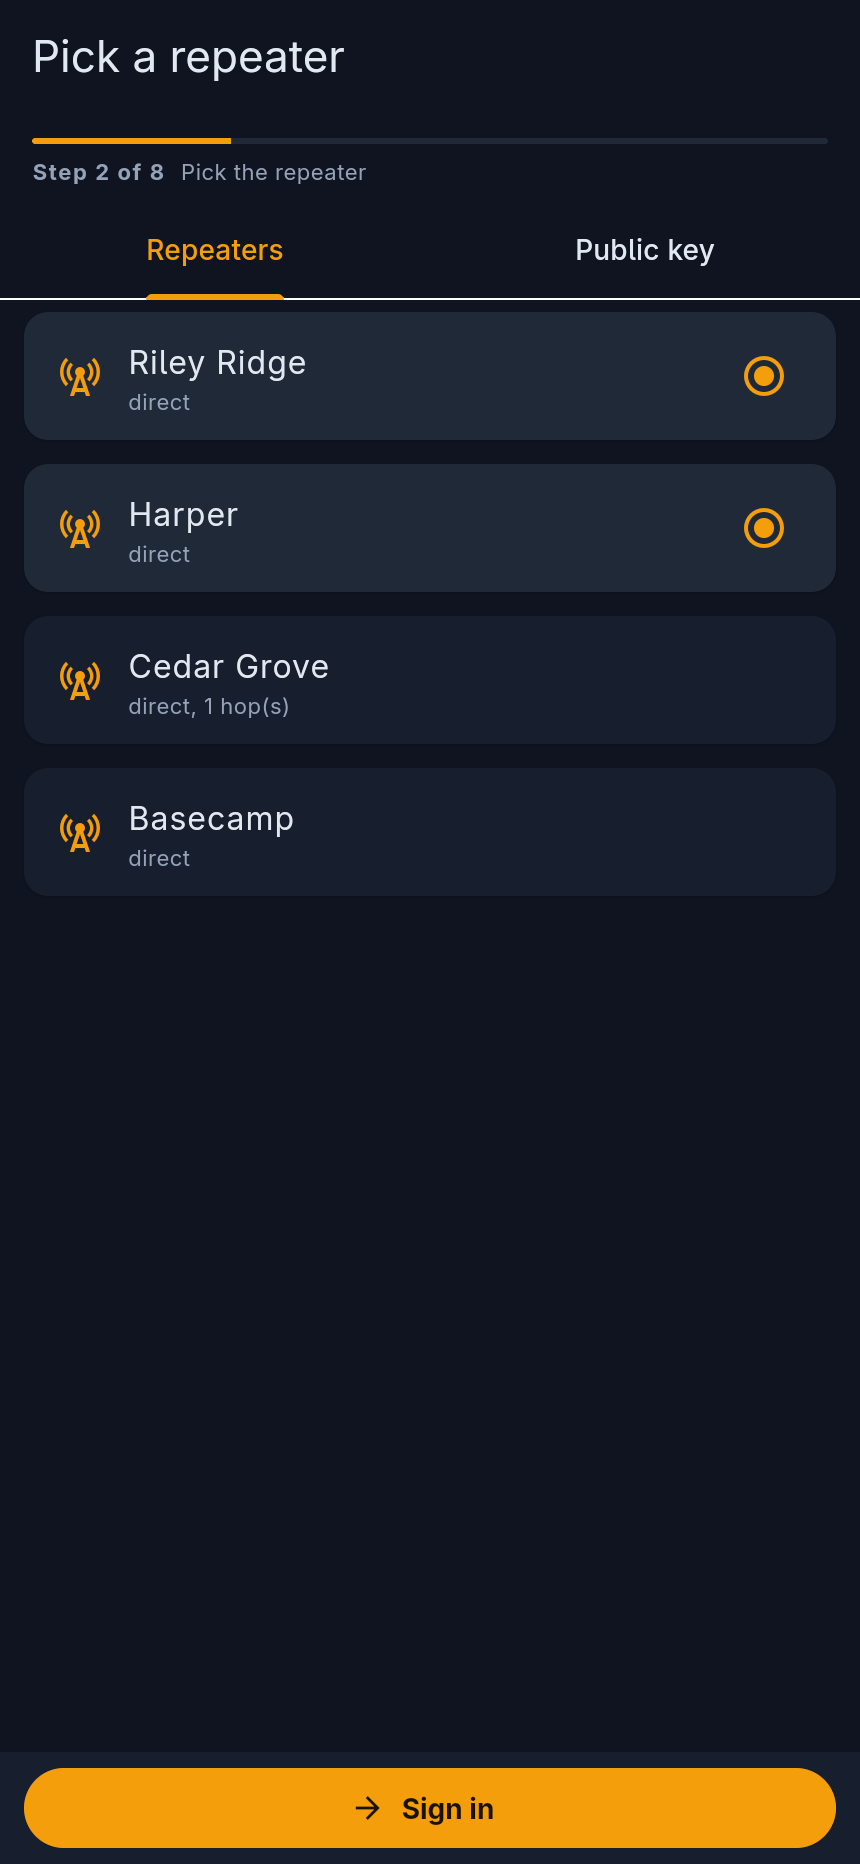 Pick a repeater
Step 2 of 8 Pick the repeater
Repeaters Public key
Riley Ridge
direct
Harper
direct
Cedar Grove
direct, 1 hop(s)
Basecamp
direct
Sign in